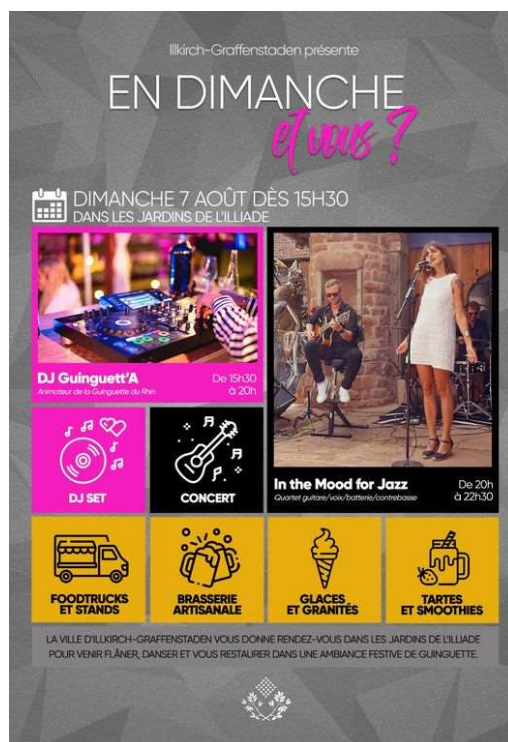 Illkirch-Graffenstaden présente
EN DIMANCHE
et vous ?
DIMANCHE 7 AOÛT DÈS 15H30
DANS LES JARDINS DE L'ILLIADE
DJ Guinguett'A
Animateur de la Guinguette du Rhin
De 15h30
à 20h
In the Mood for Jazz
Quartet guitare/voix/batterie/contrebasse
De 20h
à 22h30
DJ SET
CONCERT
FOODTRUCKS
ET STANDS
BRASSERIE
ARTISANALE
GLACES
ET GRANITÉS
TARTES
ET SMOOTHIES
LA VILLE D'ILLKIRCH-GRAFFENSTADEN VOUS DONNE RENDEZ-VOUS DANS LES JARDINS DE L'ILLIADE
POUR VENIR FLÂNER, DANSER ET VOUS RESTAURER DANS UNE AMBIANCE FESTIVE DE GUINGUETTE.